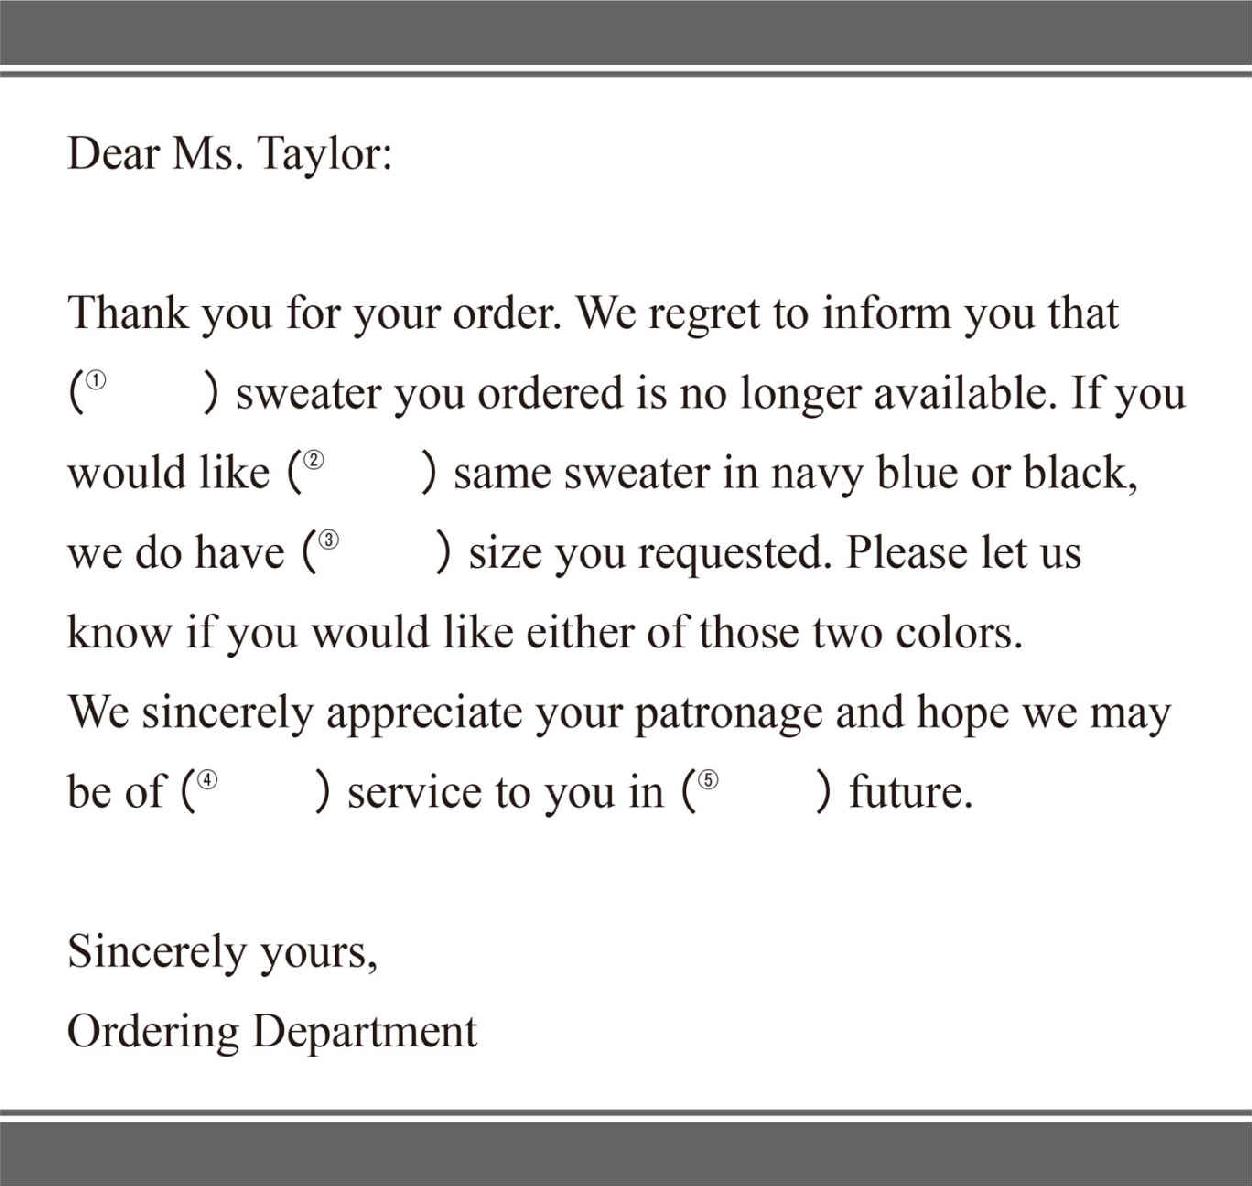 Dear Ms. Taylor:
Thank you for your order. We regret to inform you that
(①      ) sweater you ordered is no longer available. If you
would like (②      ) same sweater in navy blue or black,
we do have (③      ) size you requested. Please let us
know if you would like either of those two colors.
We sincerely appreciate your patronage and hope we may
be of (④      ) service to you in (⑤      ) future.
Sincerely yours,
Ordering Department